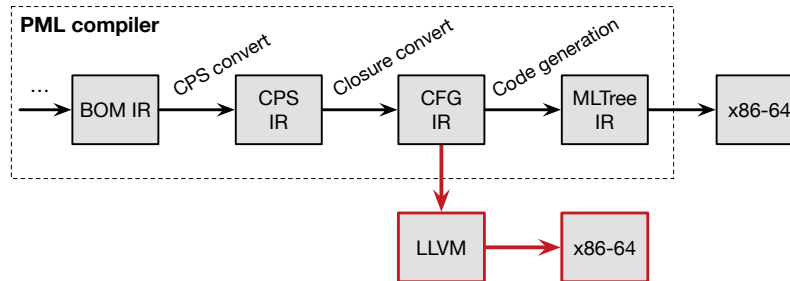 PML compiler
...
CPS convert
Closure convert
Code generation
BOM IR
CPS
IR
CFG
IR
MLTree
IR
x86-64
LLVM
x86-64